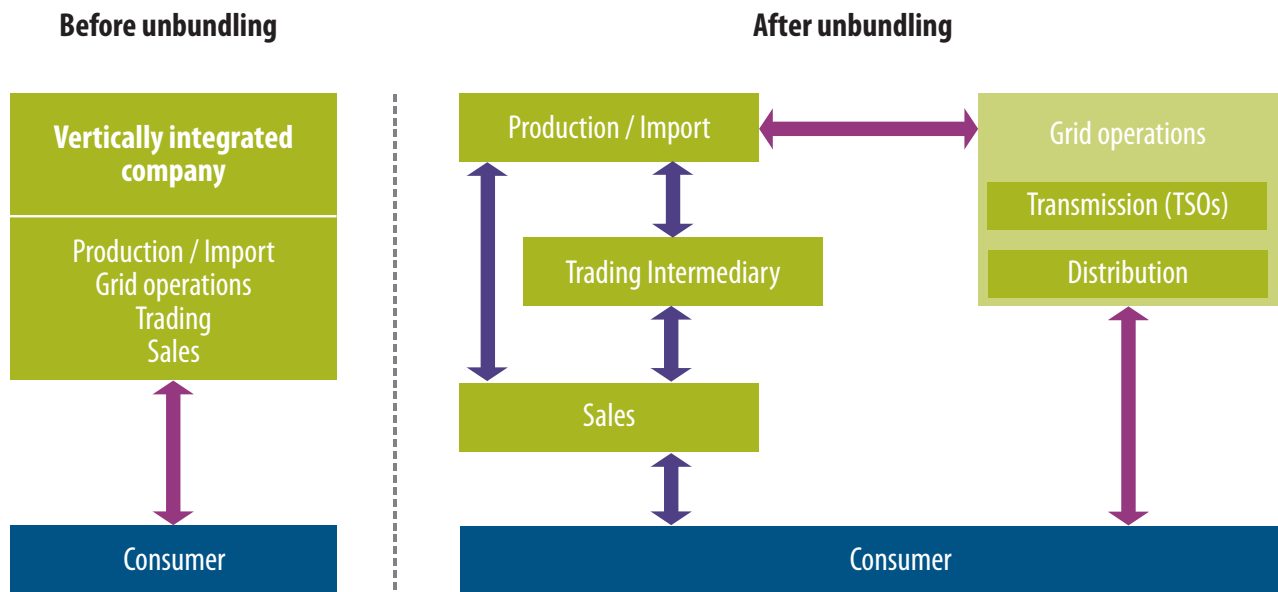 Before unbundling
After unbundling
Vertically integrated
company
Production / Import
Grid operations
Trading
Sales
Consumer
Production / Import
Grid operations
Transmission (TSOs)
Trading Intermediary
Distribution
Sales
Consumer